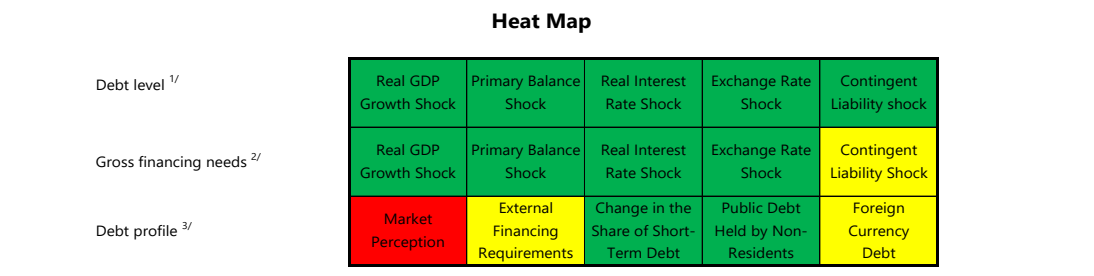 Heat Map
Debt level 1/
Real GDP
Growth Shock
Primary Balance
Shock
Real Interest
Rate Shock
Exchange Rate
Shock
Contingent
Liability shock
Gross financing needs 2/
Real GDP
Growth Shock
Primary Balance
Shock
Real Interest
Rate Shock
Exchange Rate
Shock
Contingent
Liability Shock
Debt profile 3/
Market
Perception
External
Financing
Requirements
Change in the
Share of Short-
Term Debt
Public Debt
Held by Non-
Residents
Foreign
Currency
Debt